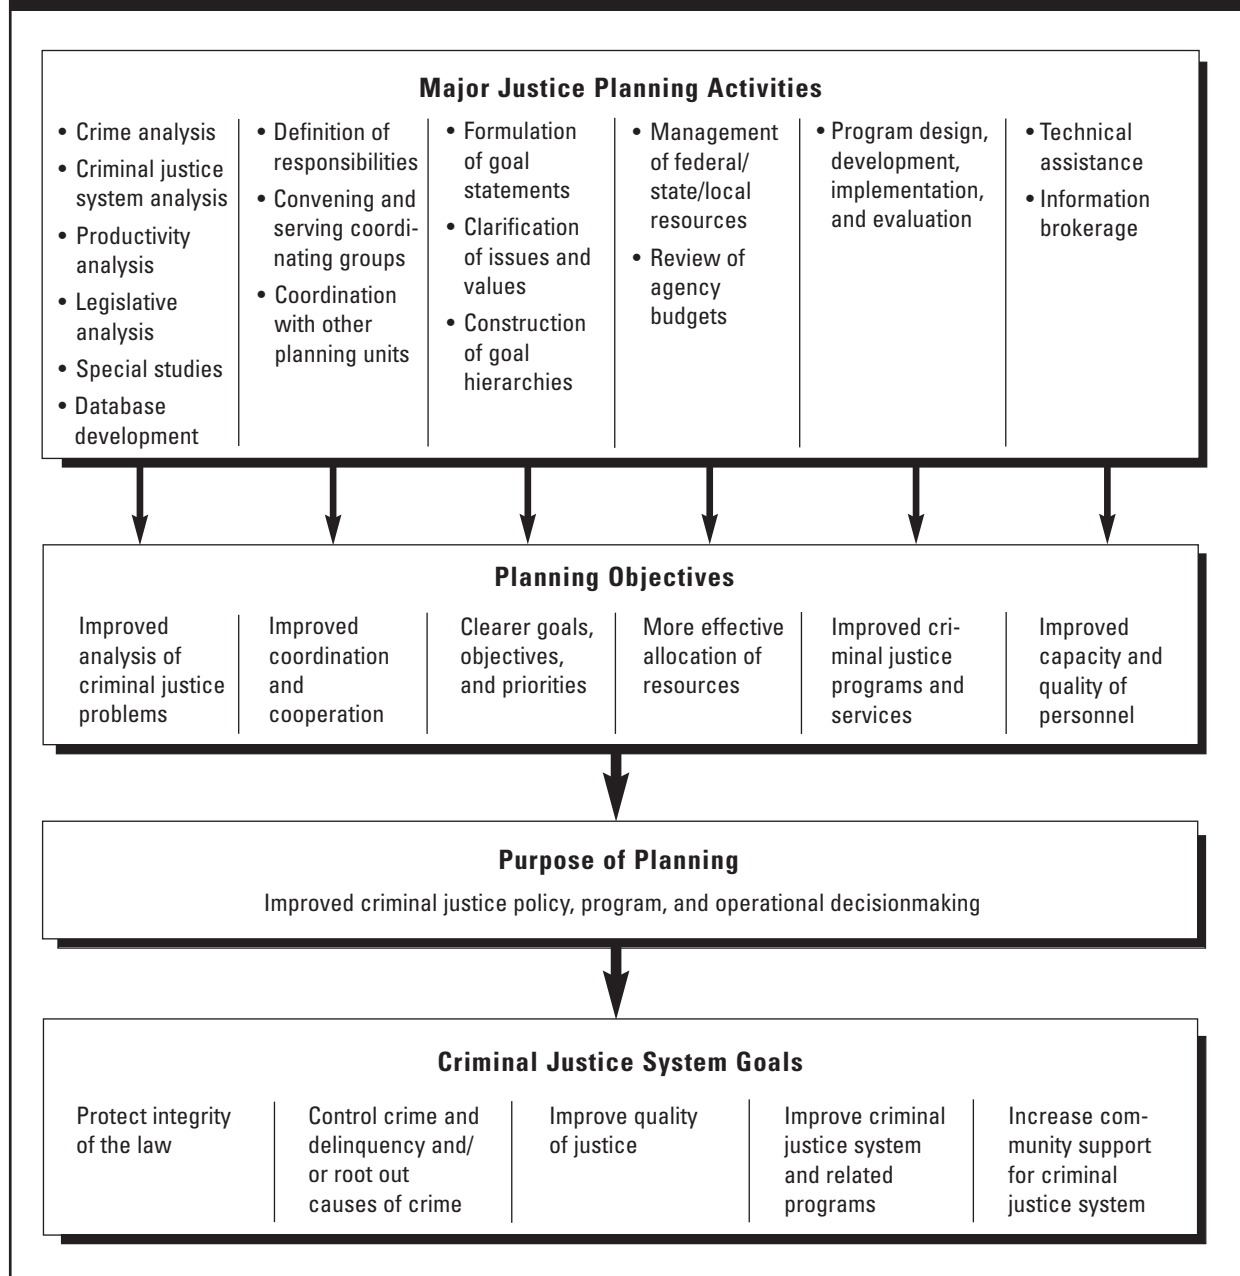 Major Justice Planning Activities
• Crime analysis
• Criminal justice
system analysis
• Productivity
analysis
• Legislative
analysis
• Special studies
• Database
development
• Definition of
responsibilities
• Convening and
serving coordi-
nating groups
• Coordination
with other
planning units
• Formulation
of goal
statements
• Clarification
of issues and
values
• Construction
of goal
hierarchies
• Management
of federal/
state/local
resources
• Review of
agency
budgets
• Program design,
development,
implementation,
and evaluation
• Technical
assistance
• Information
brokerage
Planning Objectives
Improved
analysis of
criminal justice
problems
Improved
coordination
and
cooperation
Clearer goals,
objectives,
and priorities
More effective
allocation of
resources
Improved cri-
minal justice
programs and
services
Improved
capacity and
quality of
personnel
Purpose of Planning
Improved criminal justice policy, program, and operational decisionmaking
Criminal Justice System Goals
Protect integrity
of the law
Control crime and
delinquency and/
or root out
causes of crime
Improve quality
of justice
Improve criminal
justice system
and related
programs
Increase com-
munity support
for criminal
justice system